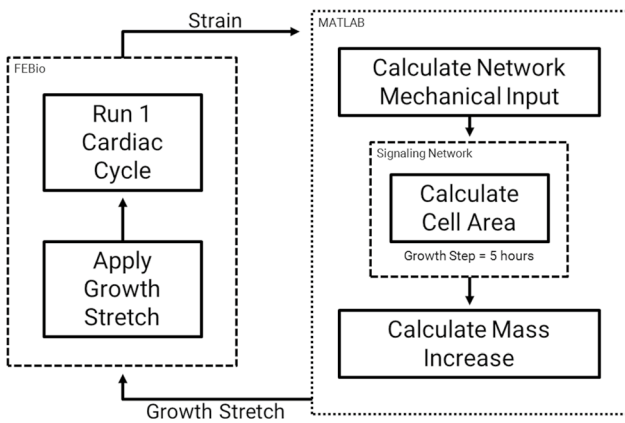 Strain
MATLAB
FEBio
Run 1
Cardiac
Cycle
Apply
Growth
Stretch
Calculate Network
Mechanical Input
Signaling Network
Calculate
Cell Area
Growth Step = 5 hours
Calculate Mass
Increase
Growth Stretch